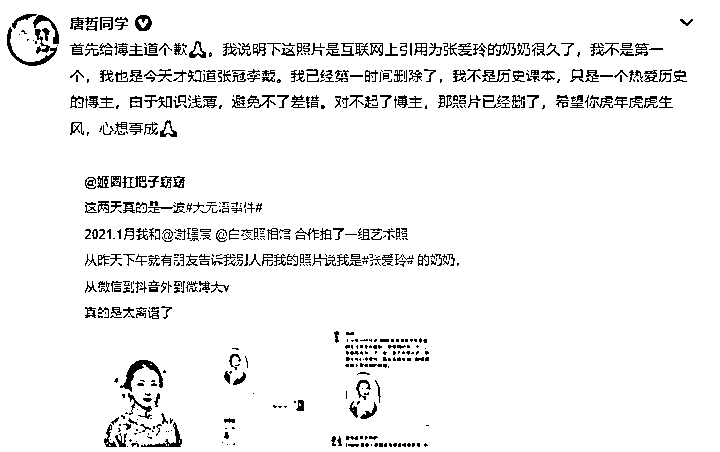 唐哲同学
首先给博主道个歉🙏。我说明下这照片是互联网上引用为张爱玲的奶奶很久了，我不是第一
个，我也是今天才知道张冠李戴。我已经第一时间删除了，我不是历史课本，只是一个热爱历史
的博主，由于知识浅薄，避免不了差错。对不起了博主，那照片已经删了，希望你虎年虎虎生
风，心想事成🙏
@姬圈扛把子窈窈
这两天真的是一波#大无语事件#
2021.1月我和@谢璟宸 @白夜照相馆 合作拍了一组艺术照
从昨天下午就有朋友告诉我别人用我的照片说我是#张爱玲# 的奶奶，
从微信到抖音外到微博大v
真的是太离谱了